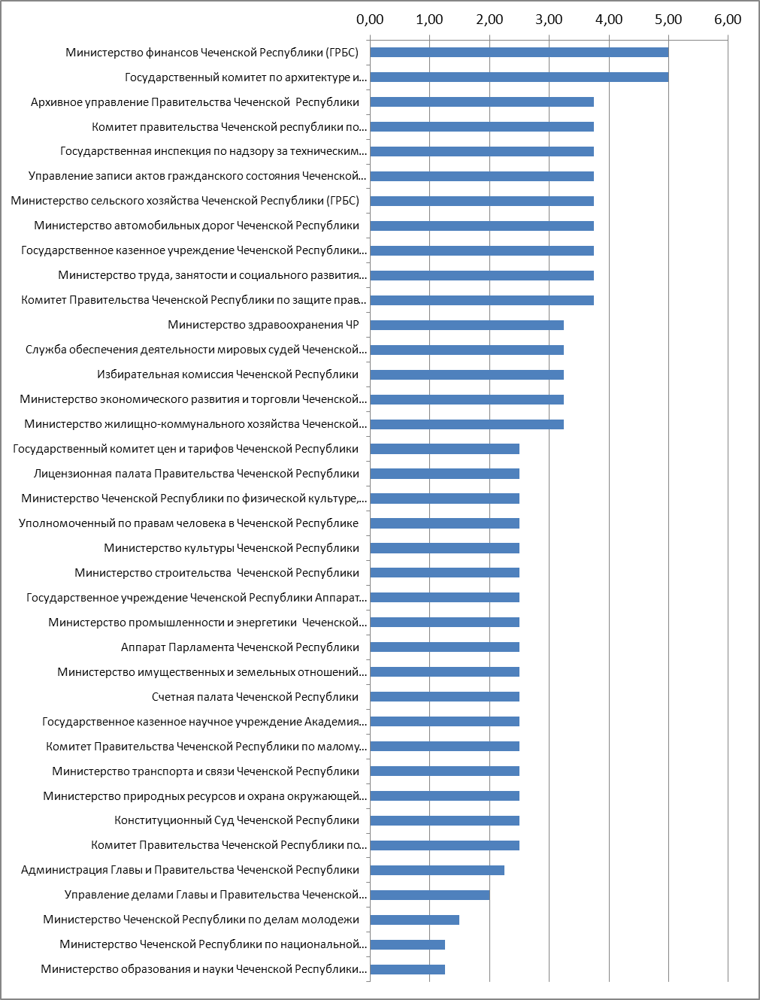 0,00 1,00 2,00 3,00 4,00 5,00 6,00
Министерство финансов Чеченской Республики (ГРБС)
Государственный комитет по архитектуре и...
Архивное управление Правительства Чеченской  Республики
Комитет правительства Чеченской республики по...
Государственная инспекция по надзору за техническим...
Управление записи актов гражданского состояния Чеченской...
Министерство сельского хозяйства Чеченской Республики (ГРБС)
Министерство автомобильных дорог Чеченской Республики
Государственное казенное учреждение Чеченской Республики...
Министерство труда, занятости и социального развития...
Комитет Правительства Чеченской Республики по защите прав...
Министерство здравоохранения ЧР
Служба обеспечения деятельности мировых судей Чеченской...
Избирательная комиссия Чеченской Республики
Министерство экономического развития и торговли Чеченской...
Министерство жилищно-коммунального хозяйства Чеченской...
Государственный комитет цен и тарифов Чеченской Республики
Лицензионная палата Правительства Чеченской Республики
Министерство Чеченской Республики по физической культуре,...
Уполномоченный по правам человека в Чеченской Республике
Министерство культуры Чеченской Республики
Министерство строительства  Чеченской Республики
Государственное учреждение Чеченской Республики Аппарат...
Министерство промышленности и энергетики  Чеченской...
Аппарат Парламента Чеченской Республики
Министерство имущественных и земельных отношений...
Счетная палата Чеченской Республики
Государственное казенное научное учреждение Академия...
Комитет Правительства Чеченской Республики по малому...
Министерство транспорта и связи Чеченской Республики
Министерство природных ресурсов и охрана окружающей...
Конституционный Суд Чеченской Республики
Комитет Правительства Чеченской Республики по...
Администрация Главы и Правительства Чеченской Республики
Управление делами Главы и Правительства Чеченской...
Министерство Чеченской Республики по делам молодежи
Министерство Чеченской Республики по национальной...
Министерство образования и науки Чеченской Республики...